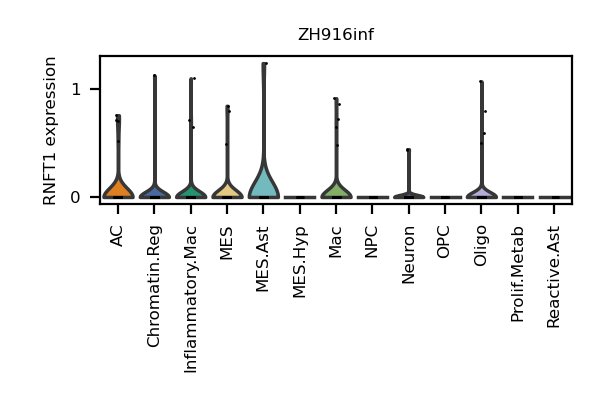 ZH916inf
RNFT1 expression
1
0
AC
Chromatin.Reg
Inflammatory.Mac
MES
MES.Ast
MES.Hyp
Mac
NPC
Neuron
OPC
Oligo
Prolif.Metab
Reactive.Ast